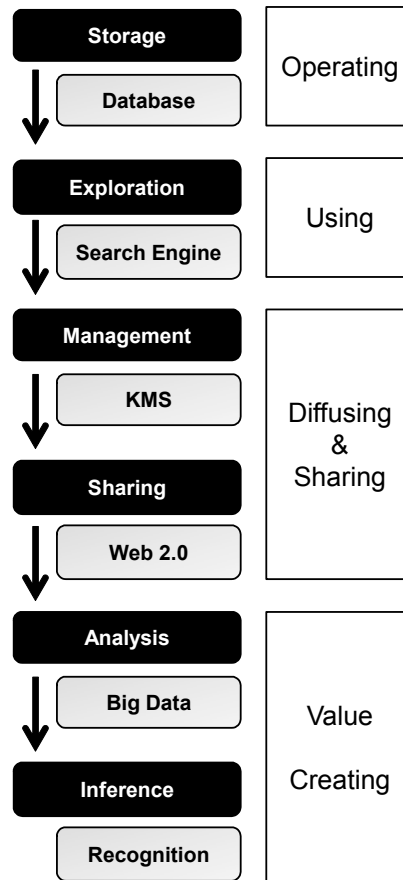 Storage
Database
Operating
Exploration
Search Engine
Using
Management
KMS
Sharing
Web 2.0
Diffusing
&
Sharing
Analysis
Big Data
Inference
Recognition
Value
Creating